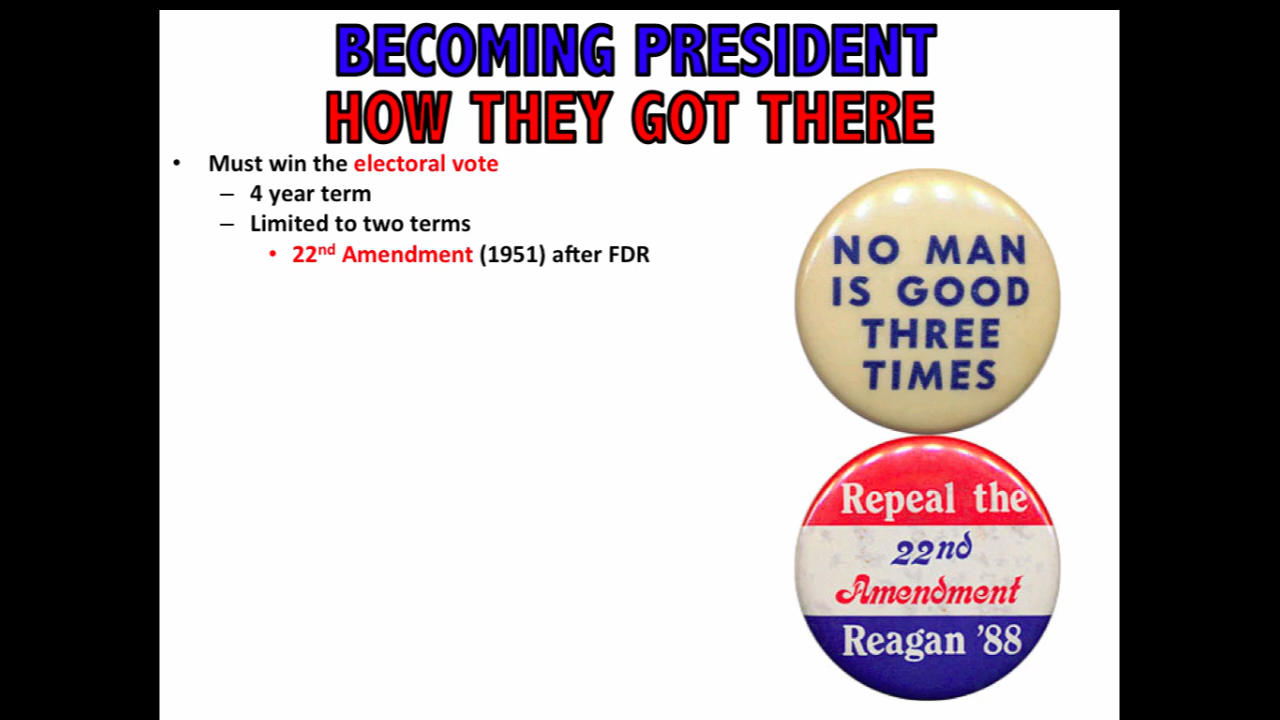 BECOMING PRESIDENT
HOW THEY GOT THERE
• Must win the electoral vote
– 4 year term
– Limited to two terms
• 22nd Amendment (1951) after FDR
NO MAN
IS GOOD
THREE
TIMES
Repeal the
22nd
Amendment
Reagan '88